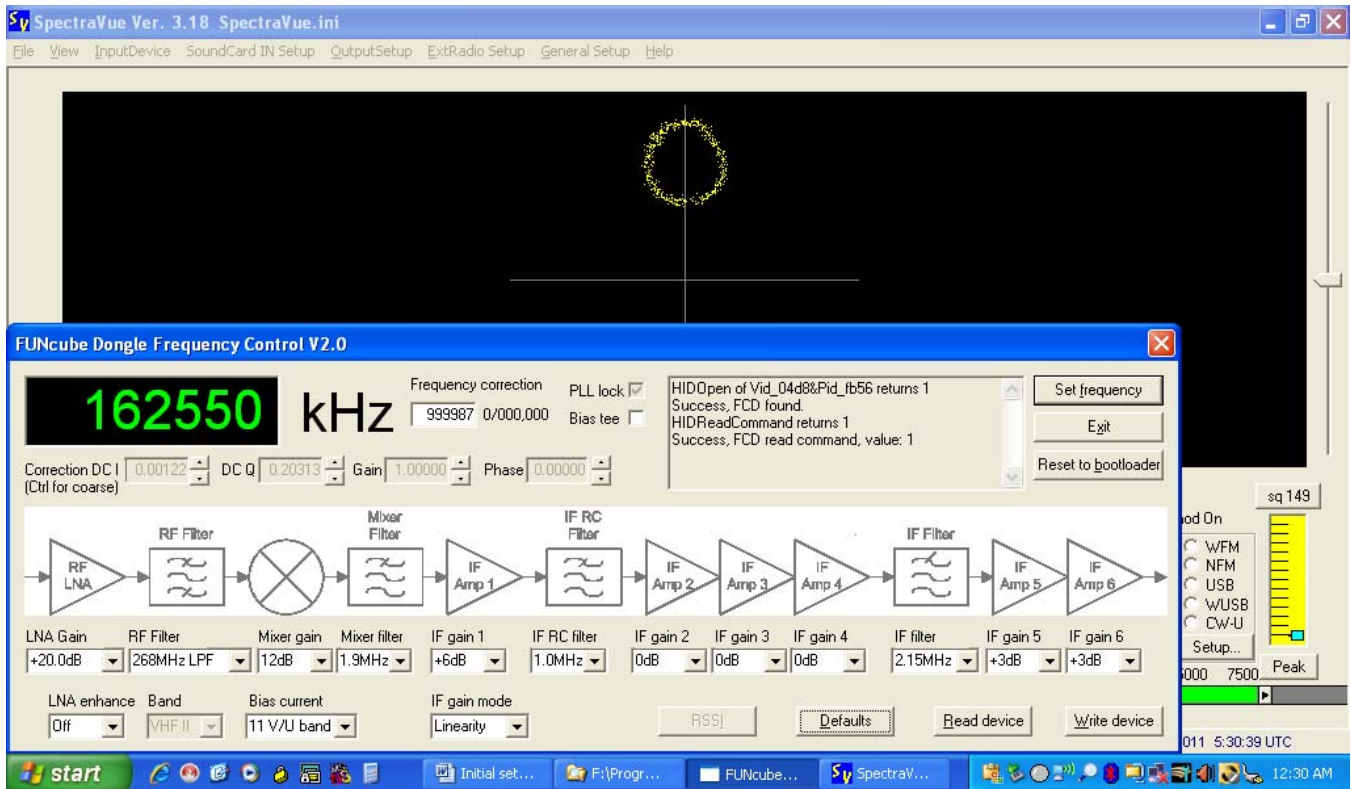 SpectraVue Ver. 3.18 SpectraVue.ini
File View InputDevice SoundCard IN Setup OutputSetup ExtRadio Setup General Setup Help
FUNcube Dongle Frequency Control V2.0
162550 kHz
Frequency correction
999987 0/000,000
PLL lock
Bias tee
HIDOpen of Vid_04d8&Pid_fb56 returns 1
Success, FCD found.
HIDReadCommand returns 1
Success, FCD read command, value: 1
Set frequency
Exit
Reset to bootloader
Correction DC I 0.00122 DC Q 0.20313 Gain 1.00000 Phase 0.00000
(Ctrl for coarse)
sq 149
od On
WFM
NFM
USB
WUSB
CW-U
Setup...
7500
Peak
RF Filter
Mixer Filter
IF RC Filter
IF Filter
RF LNA
IF Amp 1
IF Amp 2
IF Amp 3
IF Amp 4
IF Amp 5
IF Amp 6
LNA Gain RF Filter Mixer gain Mixer filter IF gain 1 IF RC filter IF gain 2 IF gain 3 IF gain 4 IF filter IF gain 5 IF gain 6
+20.0dB 268MHz LPF 12dB 1.9MHz +6dB 1.0MHz 0dB 0dB 0dB 2.15MHz +3dB +3dB
LNA enhance Band Bias current IF gain mode
Off VHF II 11 V/U band Linearity
RSSI Defaults Read device Write device
011 5:30:39 UTC
start
Initial set...
F:\Progr...
FUNcube...
SpectraV...
12:30 AM